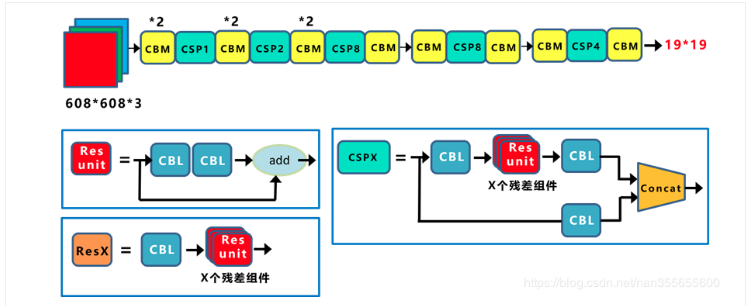 *2 *2 *2
CBM CSP1 CBM CSP2 CBM CSP8 CBM CBM CSP8 CBM CBM CSP4 CBM 19*19
608*608*3
Res unit = CBL CBL add
CSPX = CBL Res unit CBL
X个残差组件
CBL
Concat
ResX = CBL Res unit
X个残差组件
https://blog.csdn.net/nan355655600